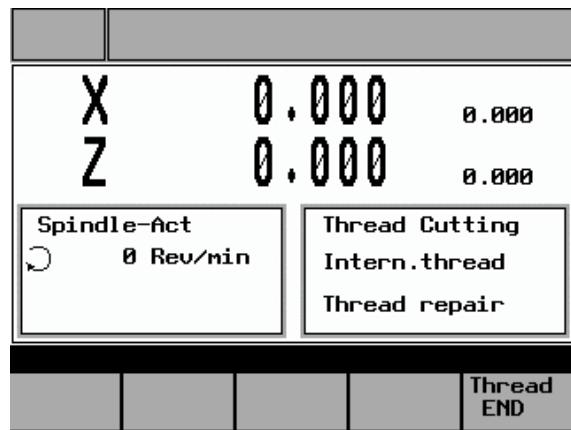 X 0.000 0.000
Z 0.000 0.000
Spindle-Act
0 Rev/min
Thread Cutting
Intern.thread
Thread repair
Thread
END